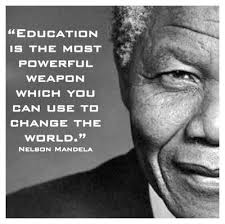 “EDUCATION
IS THE MOST
POWERFUL
WEAPON
WHICH YOU
CAN USE TO
CHANGE THE
WORLD.”
NELSON MANDELA